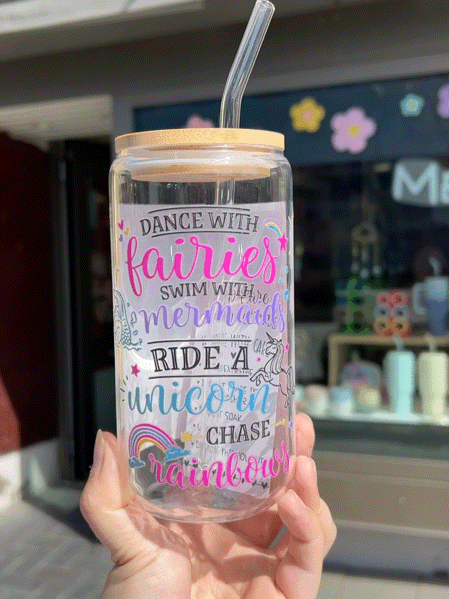 DANCE WITH
fairies
SWIM WITH
mermaids
RIDE A
unicorn
CHASE
rainbows
M&